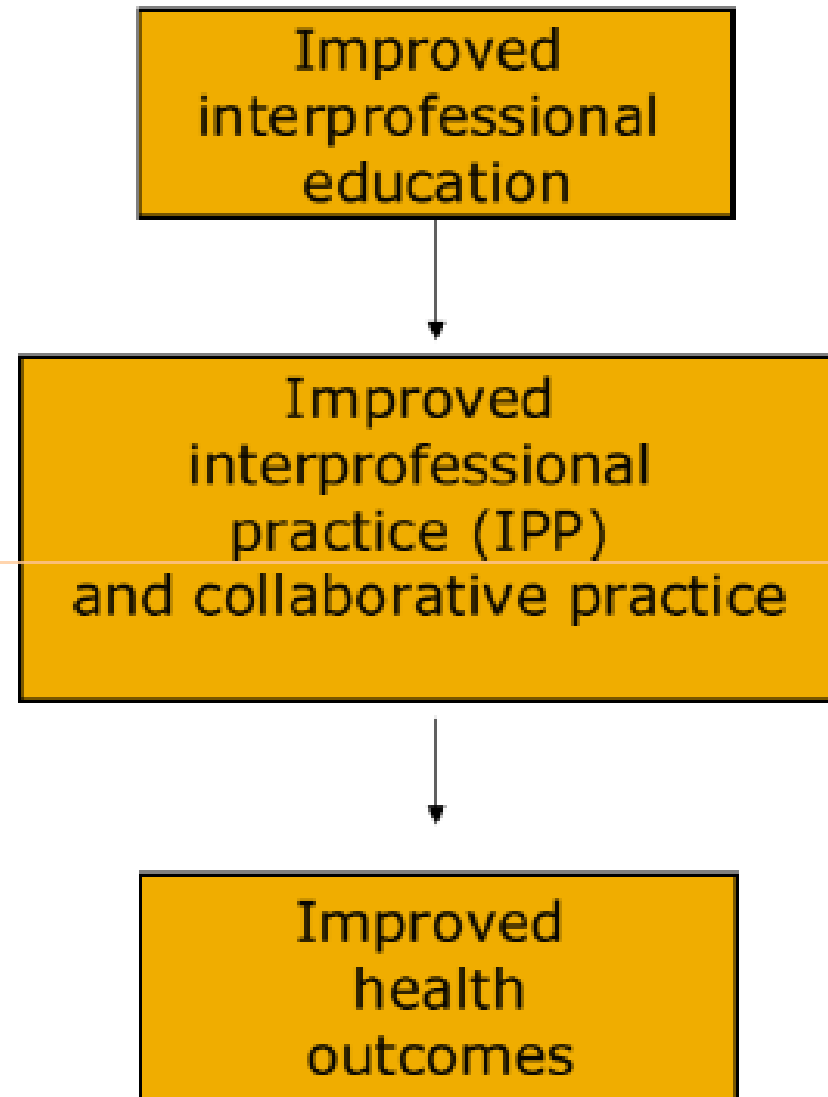 Improved
interprofessional
education
Improved
interprofessional
practice (IPP)
and collaborative practice
Improved
health
outcomes